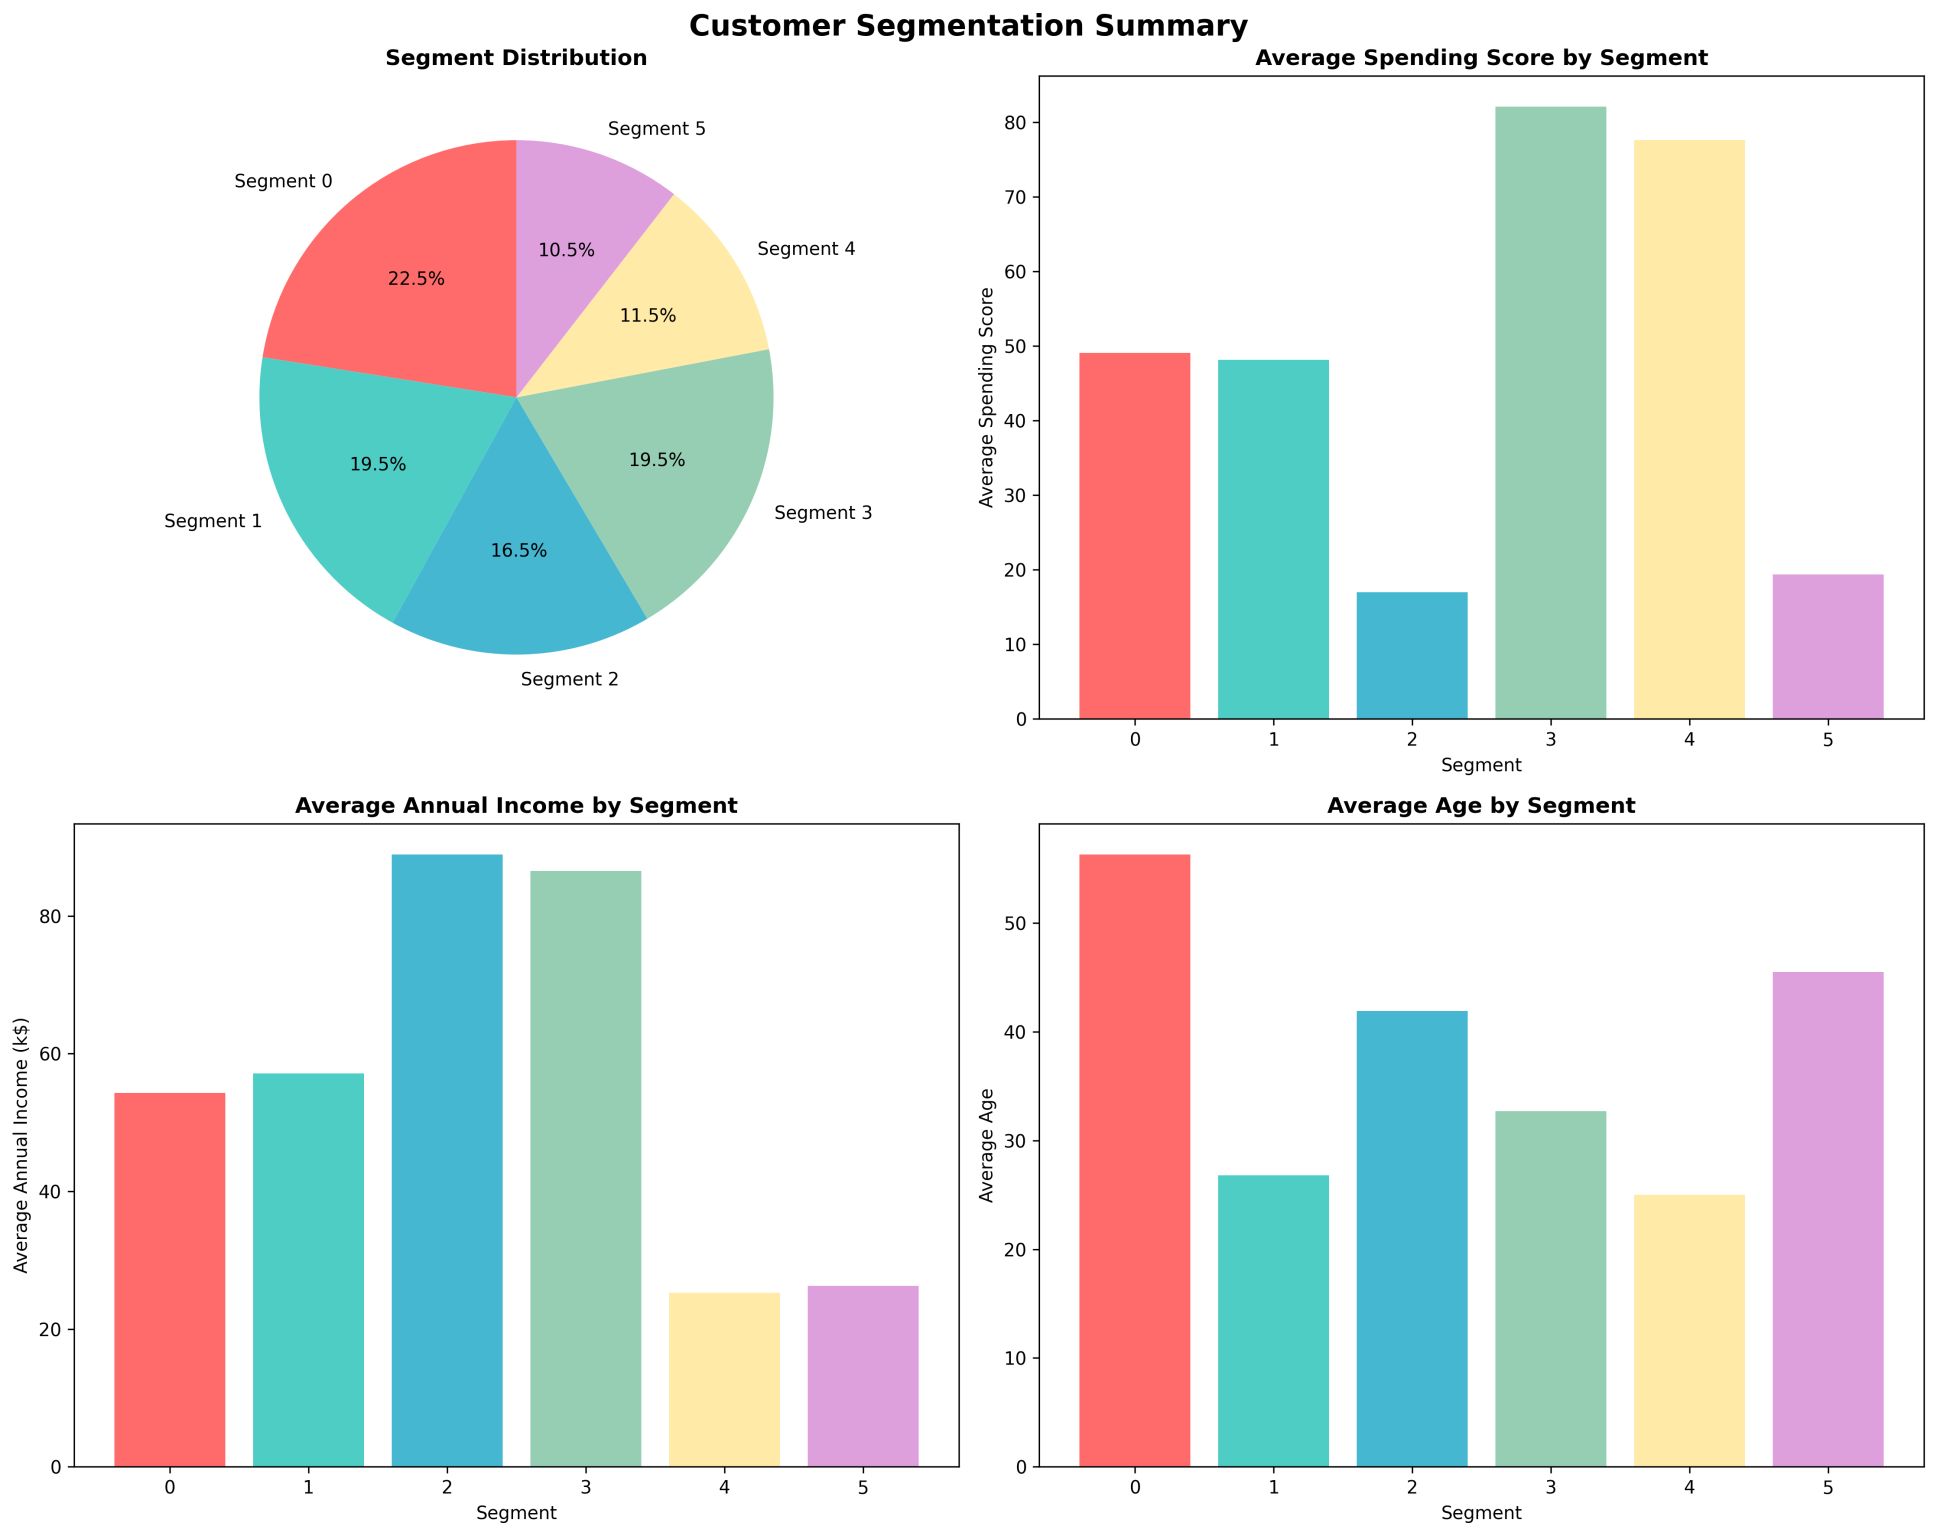 Customer Segmentation Summary
Segment Distribution
Segment 5
Segment 0
Segment 4
10.5%
22.5%
11.5%
19.5%
19.5%
Segment 3
Segment 1
16.5%
Segment 2
Average Spending Score by Segment
Average Spending Score
80
70
60
50
40
30
20
10
0
0 1 2 3 4 5
Segment
Average Annual Income by Segment
Average Annual Income (k$)
80
60
40
20
0
0 1 2 3 4 5
Segment
Average Age by Segment
Average Age
50
40
30
20
10
0
0 1 2 3 4 5
Segment